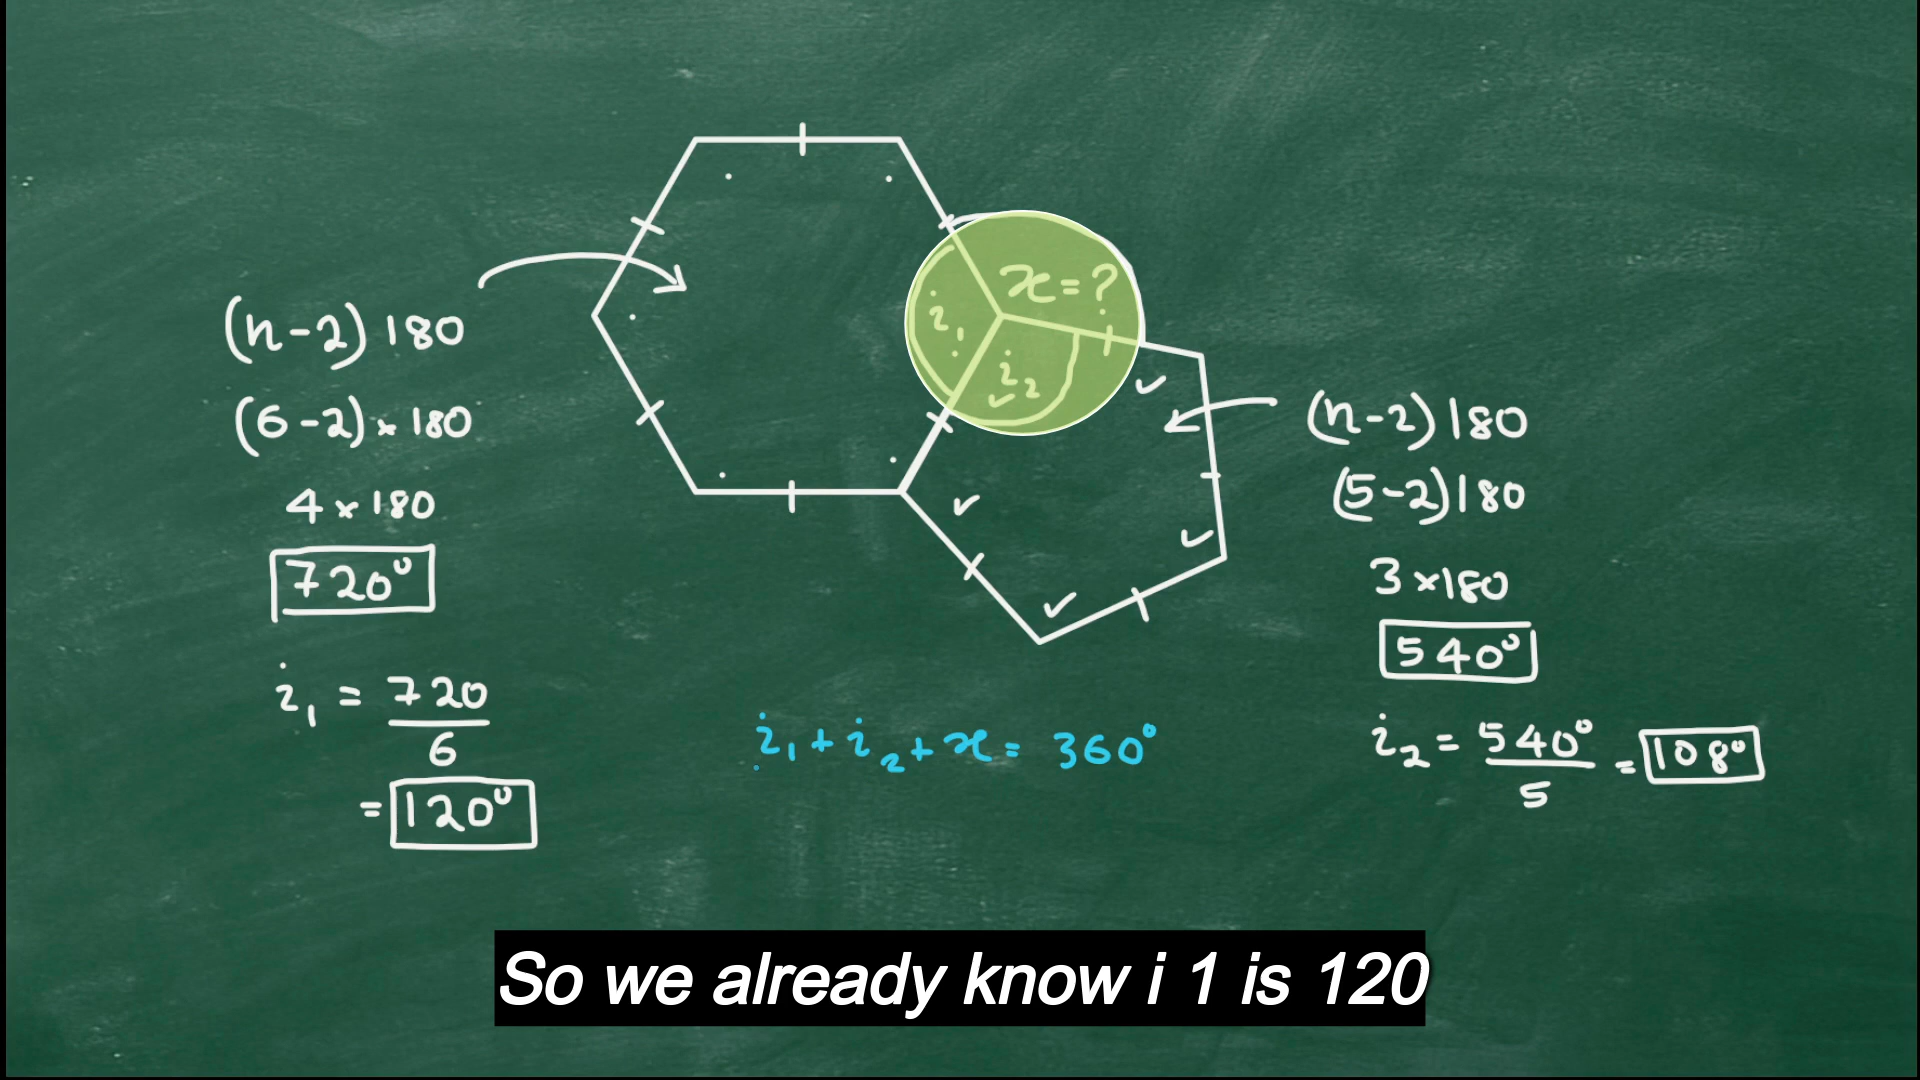 (n-2) 180
(6-2) × 180
4 × 180
720°
i₁ = 720/6
= 120°
x = ?
i₁
i₂
i₁ + i₂ + x = 360°
(n-2) 180
(5-2) 180
3 × 180
540°
i₂ = 540°/5 = 108°
So we already know i 1 is 120